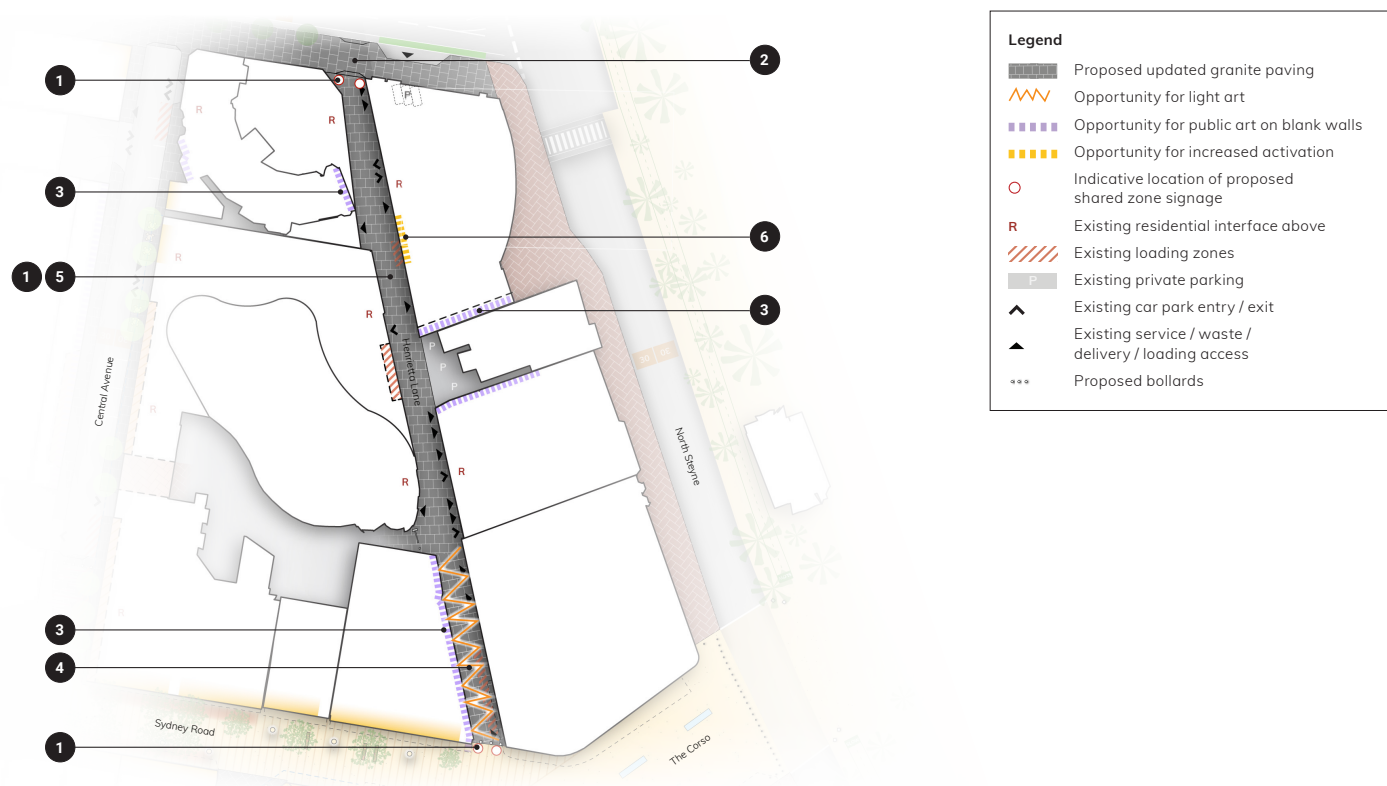 Legend
Proposed updated granite paving
Opportunity for light art
Opportunity for public art on blank walls
Opportunity for increased activation
Indicative location of proposed
shared zone signage
R
Existing residential interface above
Existing loading zones
P
Existing private parking
Existing car park entry / exit
Existing service / waste /
delivery / loading access
Proposed bollards
2
1
P
R
R
3
R
6
R
1
5
3
R
P
P
P
Henrietta Lane
Central Avenue
R
North Steyne
R
R
R
3
4
Sydney Road
1
The Corso